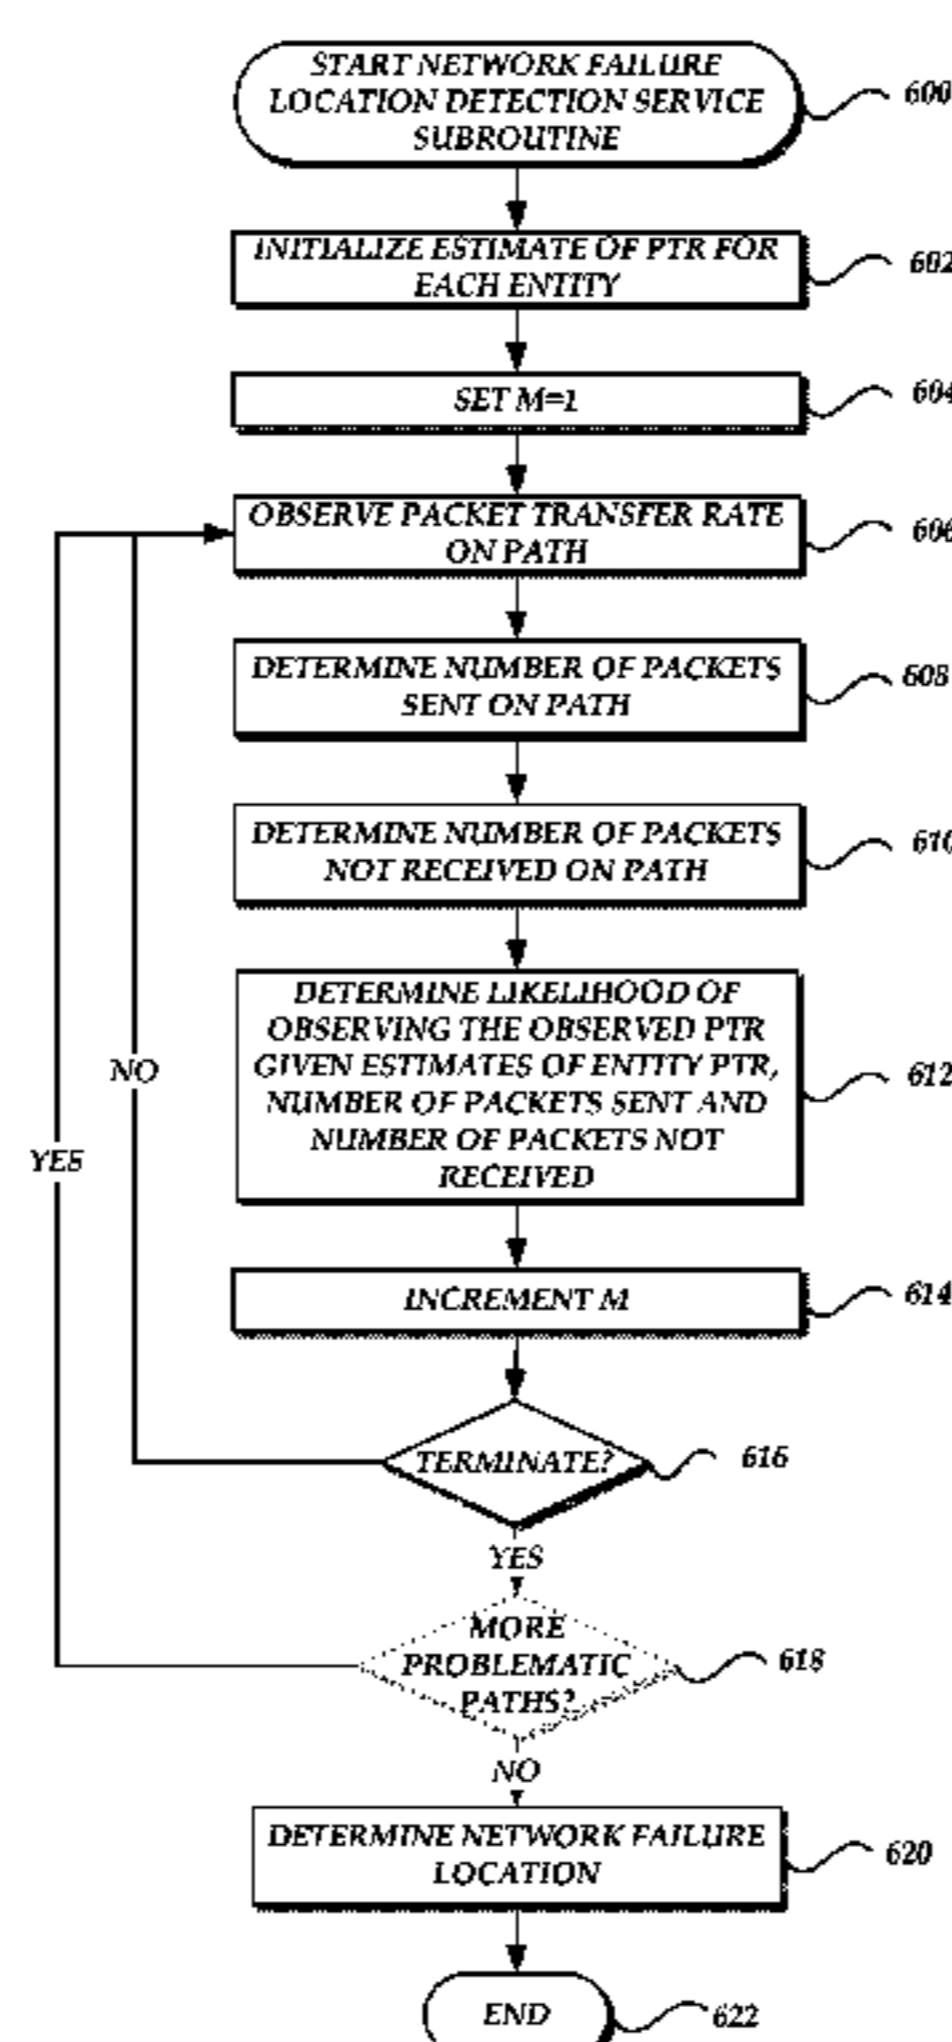 START NETWORK FAILURE
LOCATION DETECTION SERVICE
SUBROUTINE
600
INITIALIZE ESTIMATE OF PTR FOR
EACH ENTITY
602
SET M=1
604
OBSERVE PACKET TRANSFER RATE
ON PATH
606
DETERMINE NUMBER OF PACKETS
SENT ON PATH
608
DETERMINE NUMBER OF PACKETS
NOT RECEIVED ON PATH
610
DETERMINE LIKELIHOOD OF
OBSERVING THE OBSERVED PTR
GIVEN ESTIMATES OF ENTITY PTR,
NUMBER OF PACKETS SENT AND
NUMBER OF PACKETS NOT
RECEIVED
612
NO
YES
INCREMENT M
614
TERMINATE?
616
YES
MORE
PROBLEMATIC
PATHS?
618
NO
DETERMINE NETWORK FAILURE
LOCATION
620
END
622